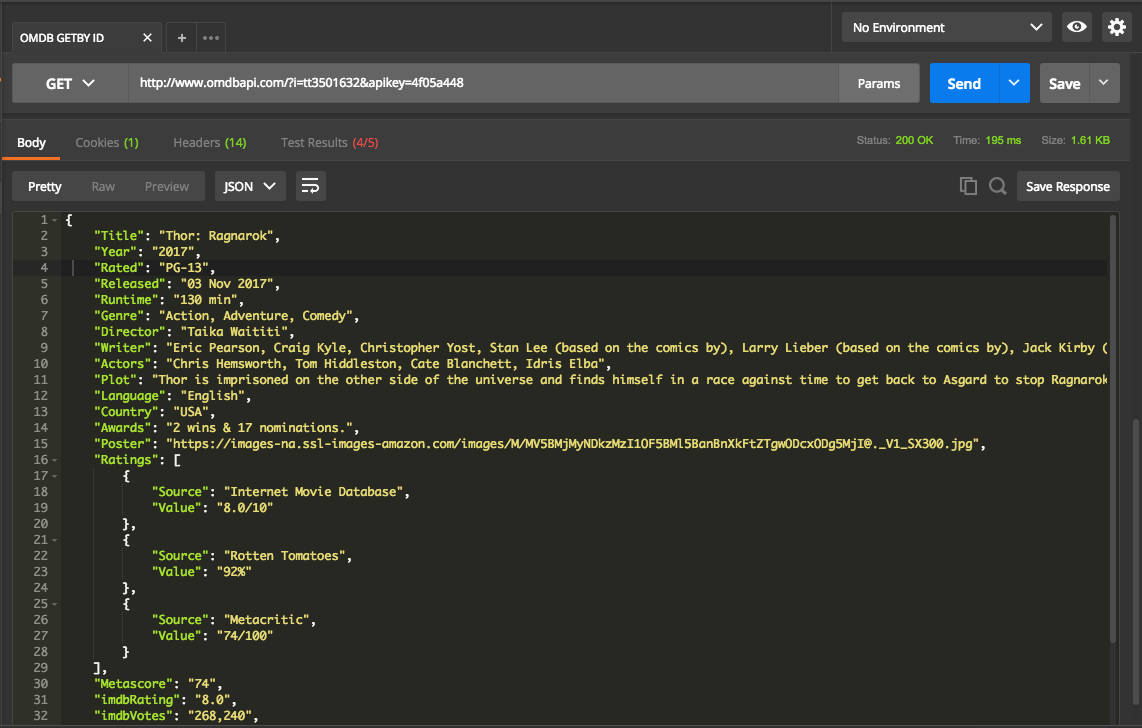 OMDB GETBY ID
No Environment
GET http://www.omdbapi.com/?i=tt3501632&apikey=4f05a448 Params Send Save
Body Cookies (1) Headers (14) Test Results (4/5) Status: 200 OK Time: 195 ms Size: 1.61 KB
Pretty Raw Preview JSON Save Response
1 {
2 "Title": "Thor: Ragnarok",
3 "Year": "2017",
4 "Rated": "PG-13",
5 "Released": "03 Nov 2017",
6 "Runtime": "130 min",
7 "Genre": "Action, Adventure, Comedy",
8 "Director": "Taika Waititi",
9 "Writer": "Eric Pearson, Craig Kyle, Christopher Yost, Stan Lee (based on the comics by), Larry Lieber (based on the comics by), Jack Kirby (
10 "Actors": "Chris Hemsworth, Tom Hiddleston, Cate Blanchett, Idris Elba",
11 "Plot": "Thor is imprisoned on the other side of the universe and finds himself in a race against time to get back to Asgard to stop Ragnarok
12 "Language": "English",
13 "Country": "USA",
14 "Awards": "2 wins & 17 nominations.",
15 "Poster": "https://images-na.ssl-images-amazon.com/images/M/MV5BMjMyNDkzMzI1OF5BMl5BanBnXkFtZTgwODcxODg5MjI@._V1_SX300.jpg",
16 "Ratings": [
17 {
18 "Source": "Internet Movie Database",
19 "Value": "8.0/10"
20 },
21 {
22 "Source": "Rotten Tomatoes",
23 "Value": "92%"
24 },
25 {
26 "Source": "Metacritic",
27 "Value": "74/100"
28 }
29 ],
30 "Metascore": "74",
31 "imdbRating": "8.0",
32 "imdbVotes": "268,240",